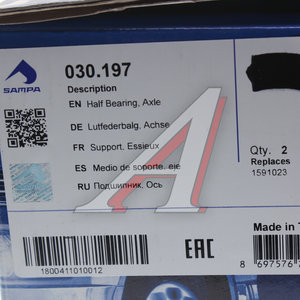 SAMPA
030.197
Description
EN Half Bearing, Axle
DE Lutfederbalg, Achse
FR Support, Essieux
ES Medio de soporte, eje
RU Подшипник, Ось
Qty. 2
Replaces
1591023
EAC
Made in T
1800411010012
8 697576